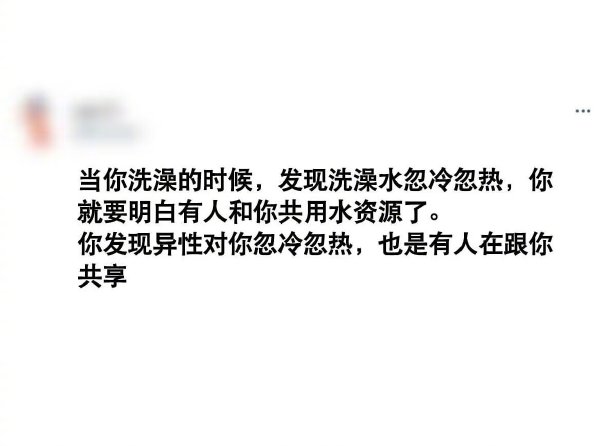 当你洗澡的时候，发现洗澡水忽冷忽热，你
就要明白有人和你共用水资源了。
你发现异性对你忽冷忽热，也是有人在跟你
共享